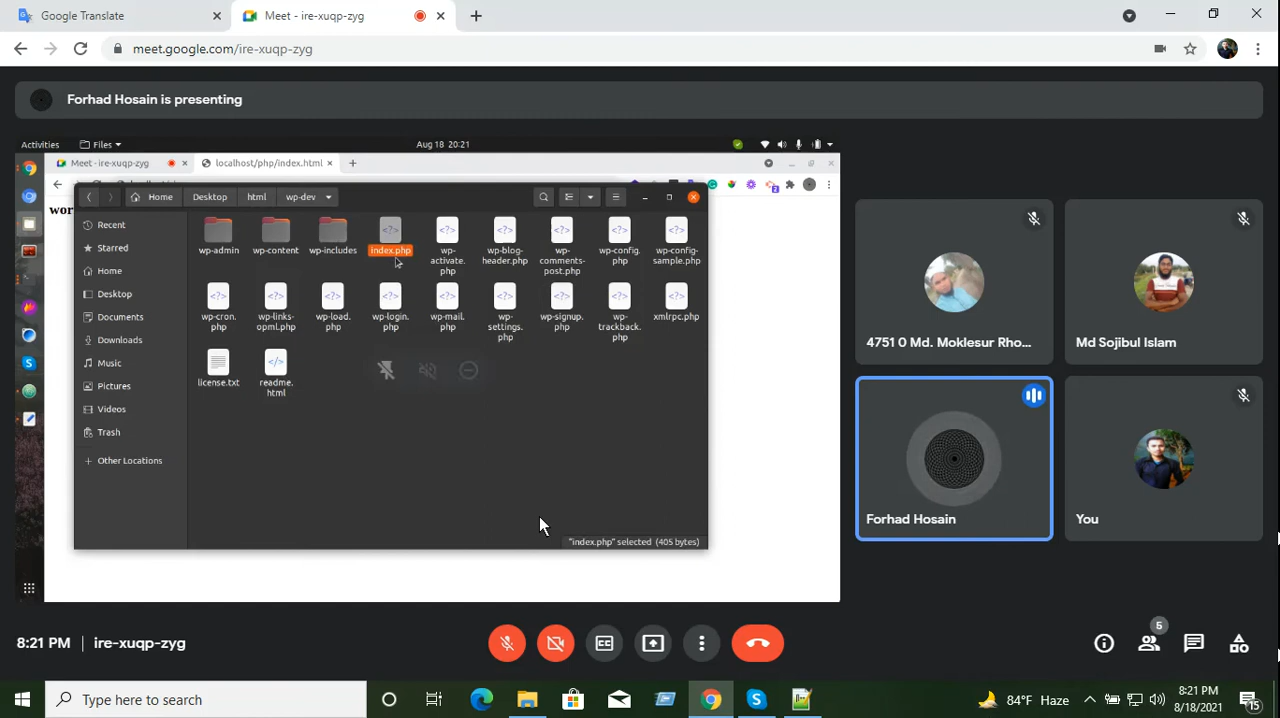 Google Translate
Meet - ire-xuqp-zyg
meet.google.com/ire-xuqp-zyg
Forhad Hosain is presenting
Activities
Files
Aug 18 20:21
Meet - ire-xuqp-zyg
localhost/php/index.html
wor
Home
Desktop
html
wp-dev
Recent
Starred
Home
Desktop
Documents
Downloads
Music
Pictures
Videos
Trash
Other Locations
wp-admin
wp-content
wp-includes
index.php
wp-
activate.
php
wp-blog-
header.php
wp-
comments-
post.php
wp-config.
php
wp-config-
sample.php
wp-cron.
php
wp-links-
opml.php
wp-load.
php
wp-login.
php
wp-mail.
php
wp-
settings.
php
wp-signup.
php
wp-
trackback.
php
xmlrpc.php
license.txt
readme.
html
"index.php" selected (405 bytes)
4751 0 Md. Moklesur Rho...
Md Sojibul Islam
Forhad Hosain
You
8:21 PM
ire-xuqp-zyg
5
Type here to search
84°F Haze
8:21 PM
8/18/2021
15